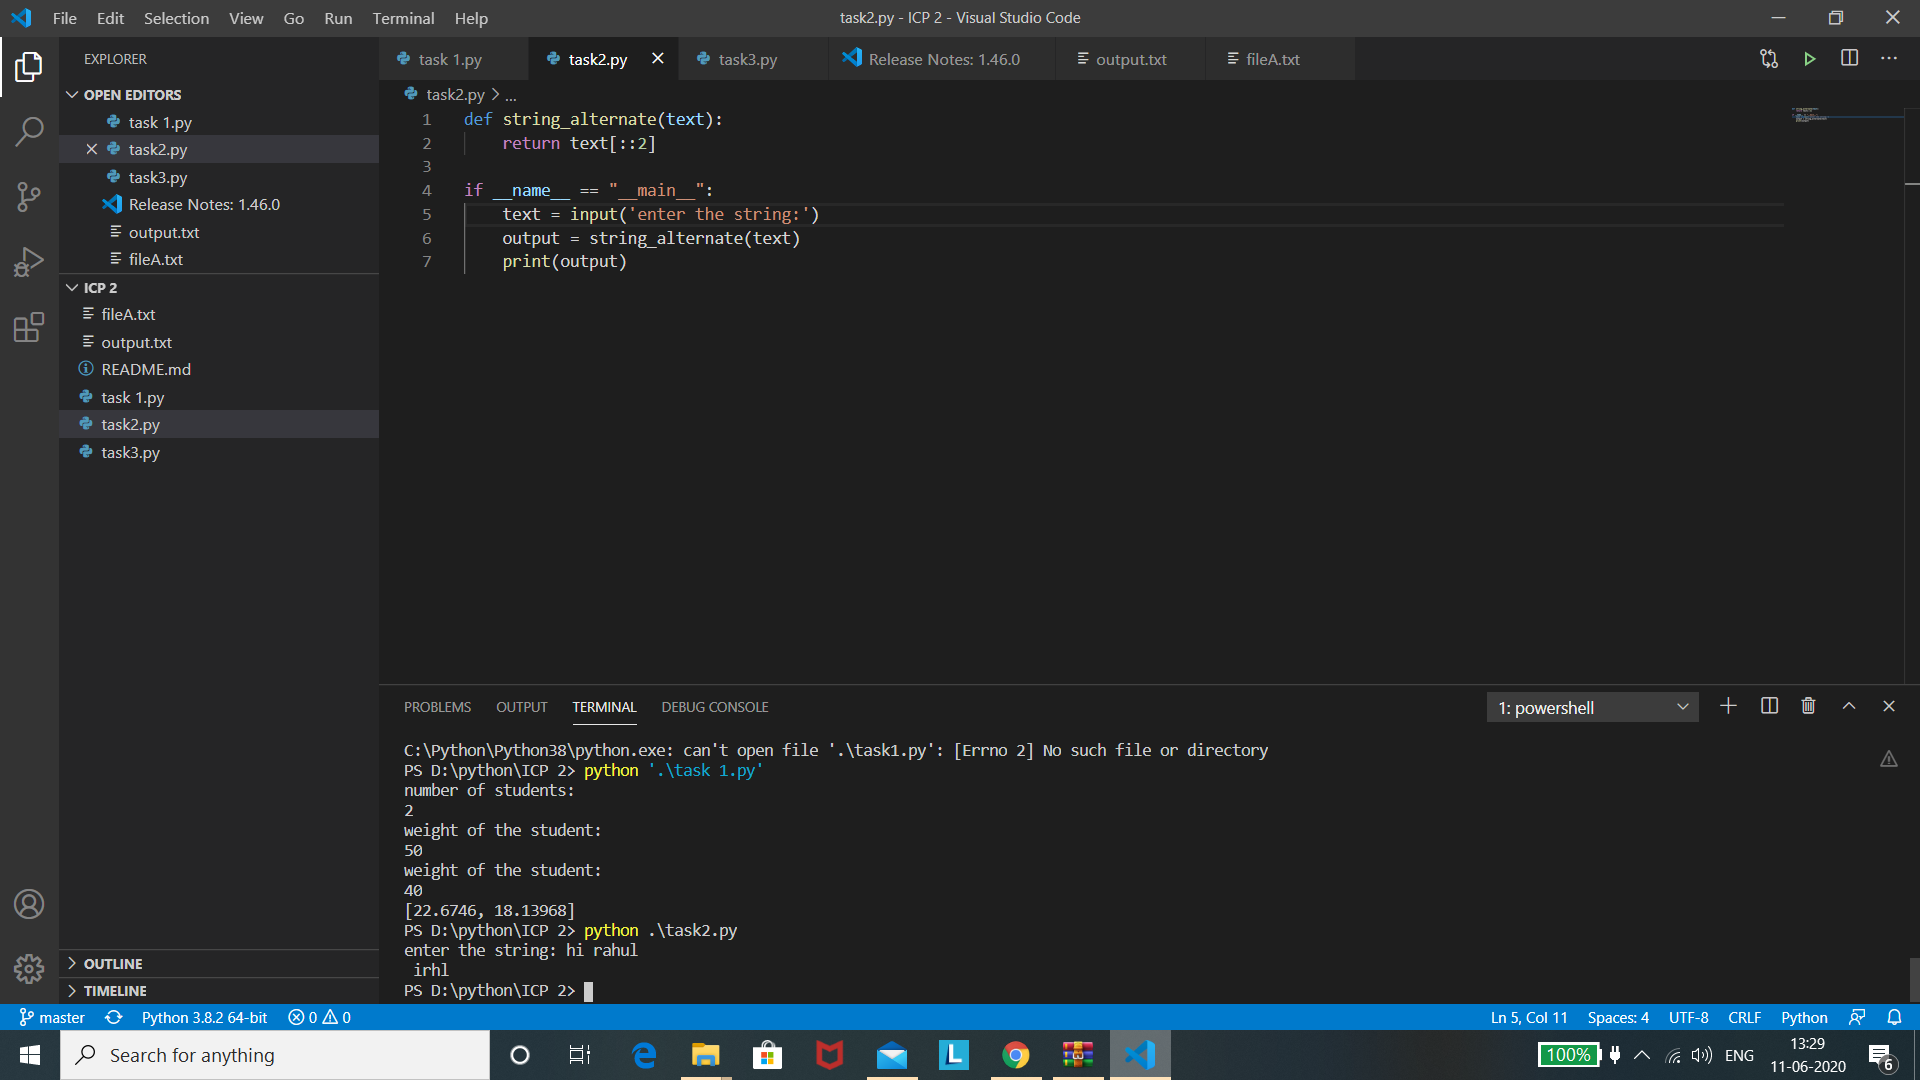 File Edit Selection View Go Run Terminal Help task2.py - ICP 2 - Visual Studio Code
EXPLORER
OPEN EDITORS
task 1.py
task2.py
task3.py
Release Notes: 1.46.0
output.txt
fileA.txt
ICP 2
fileA.txt
output.txt
README.md
task 1.py
task2.py
task3.py
OUTLINE
TIMELINE
task 1.py task2.py task3.py Release Notes: 1.46.0 output.txt fileA.txt
task2.py > ...
1 def string_alternate(text):
2     return text[::2]
3
4 if __name__ == "__main__":
5     text = input('enter the string:')
6     output = string_alternate(text)
7     print(output)
PROBLEMS OUTPUT TERMINAL DEBUG CONSOLE 1: powershell
C:\Python\Python38\python.exe: can't open file '.\task1.py': [Errno 2] No such file or directory
PS D:\python\ICP 2> python '.\task 1.py'
number of students:
2
weight of the student:
50
weight of the student:
40
[22.6746, 18.13968]
PS D:\python\ICP 2> python .\task2.py
enter the string: hi rahul
 irhl
PS D:\python\ICP 2>
master Python 3.8.2 64-bit 0 0 Ln 5, Col 11 Spaces: 4 UTF-8 CRLF Python
Search for anything
L
100% ENG
13:29
11-06-2020
6